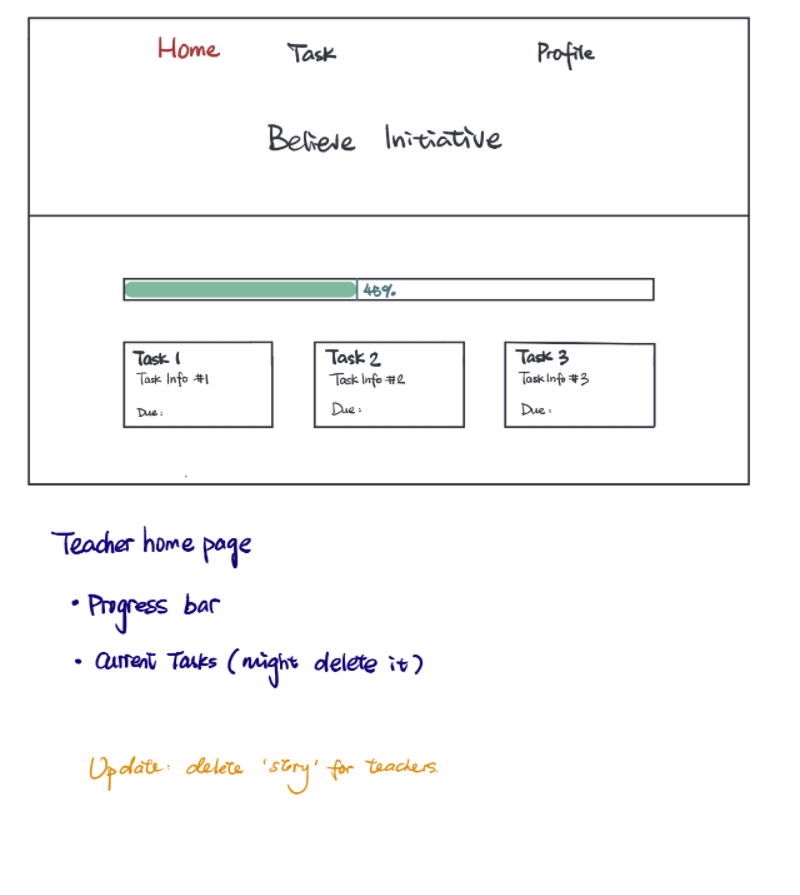 Home Task Profile
Believe Initiative
45%
Task 1 Task 2 Task 3
Task Info #1 Task Info #2 Task Info #3
Due: Due: Due:
Teacher home page
• Progress bar
• Current Tasks (might delete it)
Update: delete 'story' for teachers.